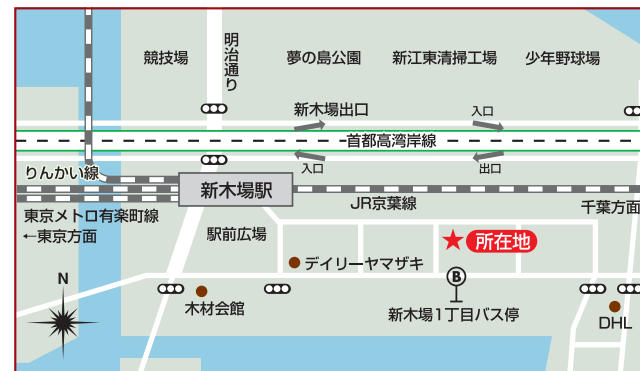 競技場
明治通り
夢の島公園
新江東清掃工場
少年野球場
新木場出口
入口
首都高湾岸線
入口
出口
りんかい線
新木場駅
JR京葉線
千葉方面
東京メトロ有楽町線
←東京方面
駅前広場
所在地
デイリーヤマザキ
N
B
木材会館
新木場1丁目バス停
DHL